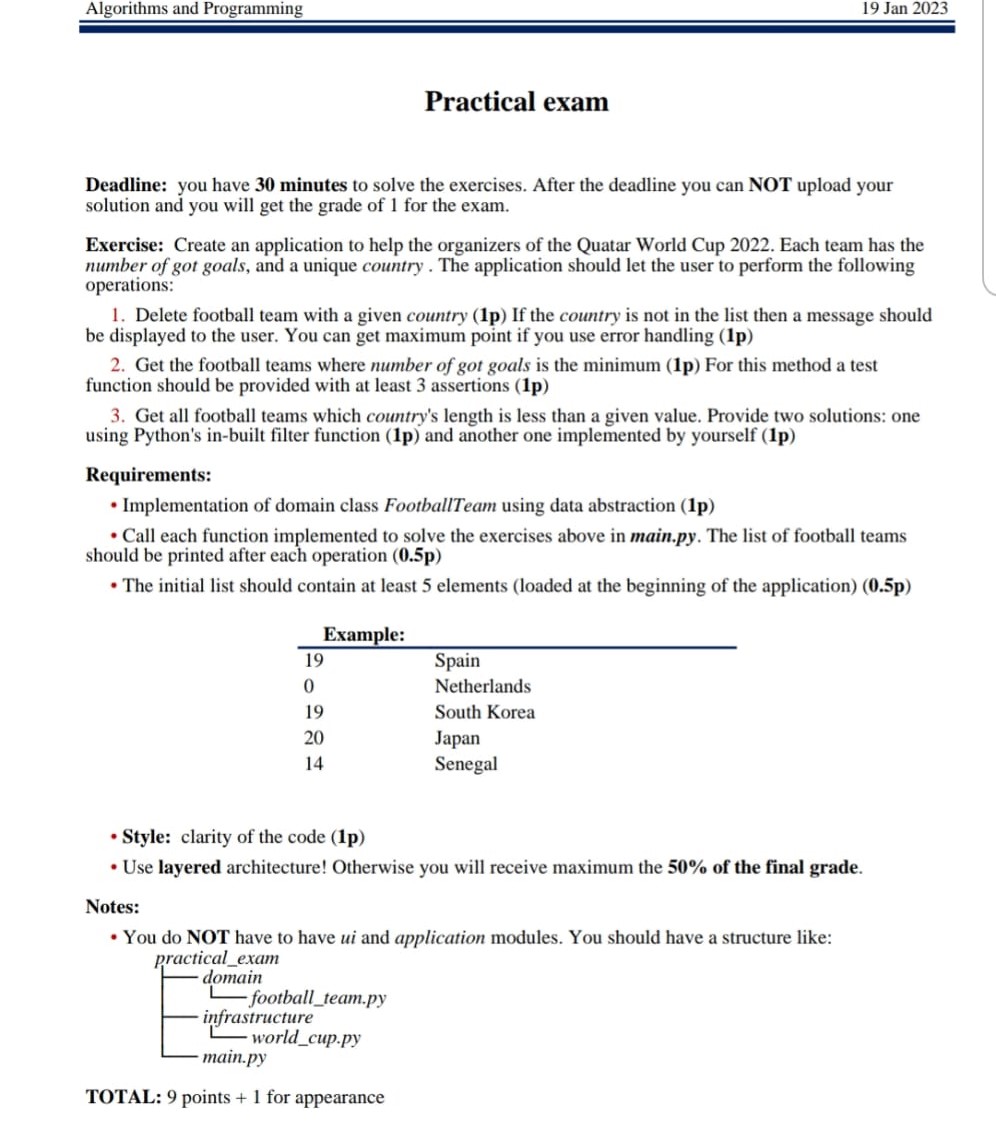 Algorithms and Programming 19 Jan 2023
Practical exam
Deadline: you have 30 minutes to solve the exercises. After the deadline you can NOT upload your
solution and you will get the grade of 1 for the exam.
Exercise: Create an application to help the organizers of the Quatar World Cup 2022. Each team has the
number of got goals, and a unique country . The application should let the user to perform the following
operations:
1. Delete football team with a given country (1p) If the country is not in the list then a message should
be displayed to the user. You can get maximum point if you use error handling (1p)
2. Get the football teams where number of got goals is the minimum (1p) For this method a test
function should be provided with at least 3 assertions (1p)
3. Get all football teams which country's length is less than a given value. Provide two solutions: one
using Python's in-built filter function (1p) and another one implemented by yourself (1p)
Requirements:
• Implementation of domain class FootballTeam using data abstraction (1p)
• Call each function implemented to solve the exercises above in main.py. The list of football teams
should be printed after each operation (0.5p)
• The initial list should contain at least 5 elements (loaded at the beginning of the application) (0.5p)
Example:
19 Spain
0 Netherlands
19 South Korea
20 Japan
14 Senegal
• Style: clarity of the code (1p)
• Use layered architecture! Otherwise you will receive maximum the 50% of the final grade.
Notes:
• You do NOT have to have ui and application modules. You should have a structure like:
practical_exam
domain
football_team.py
infrastructure
world_cup.py
main.py
TOTAL: 9 points + 1 for appearance